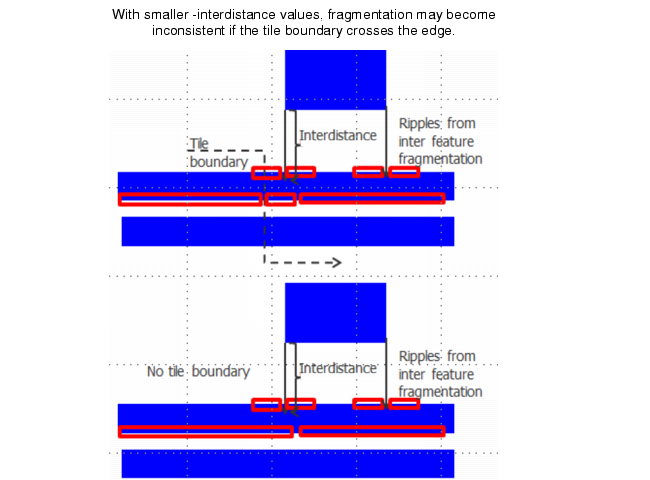 With smaller -interdistance values, fragmentation may become
inconsistent if the tile boundary crosses the edge.
Tile
boundary
Interdistance
Ripples from
inter feature
fragmentation
No tile boundary
Interdistance
Ripples from
inter feature
fragmentation